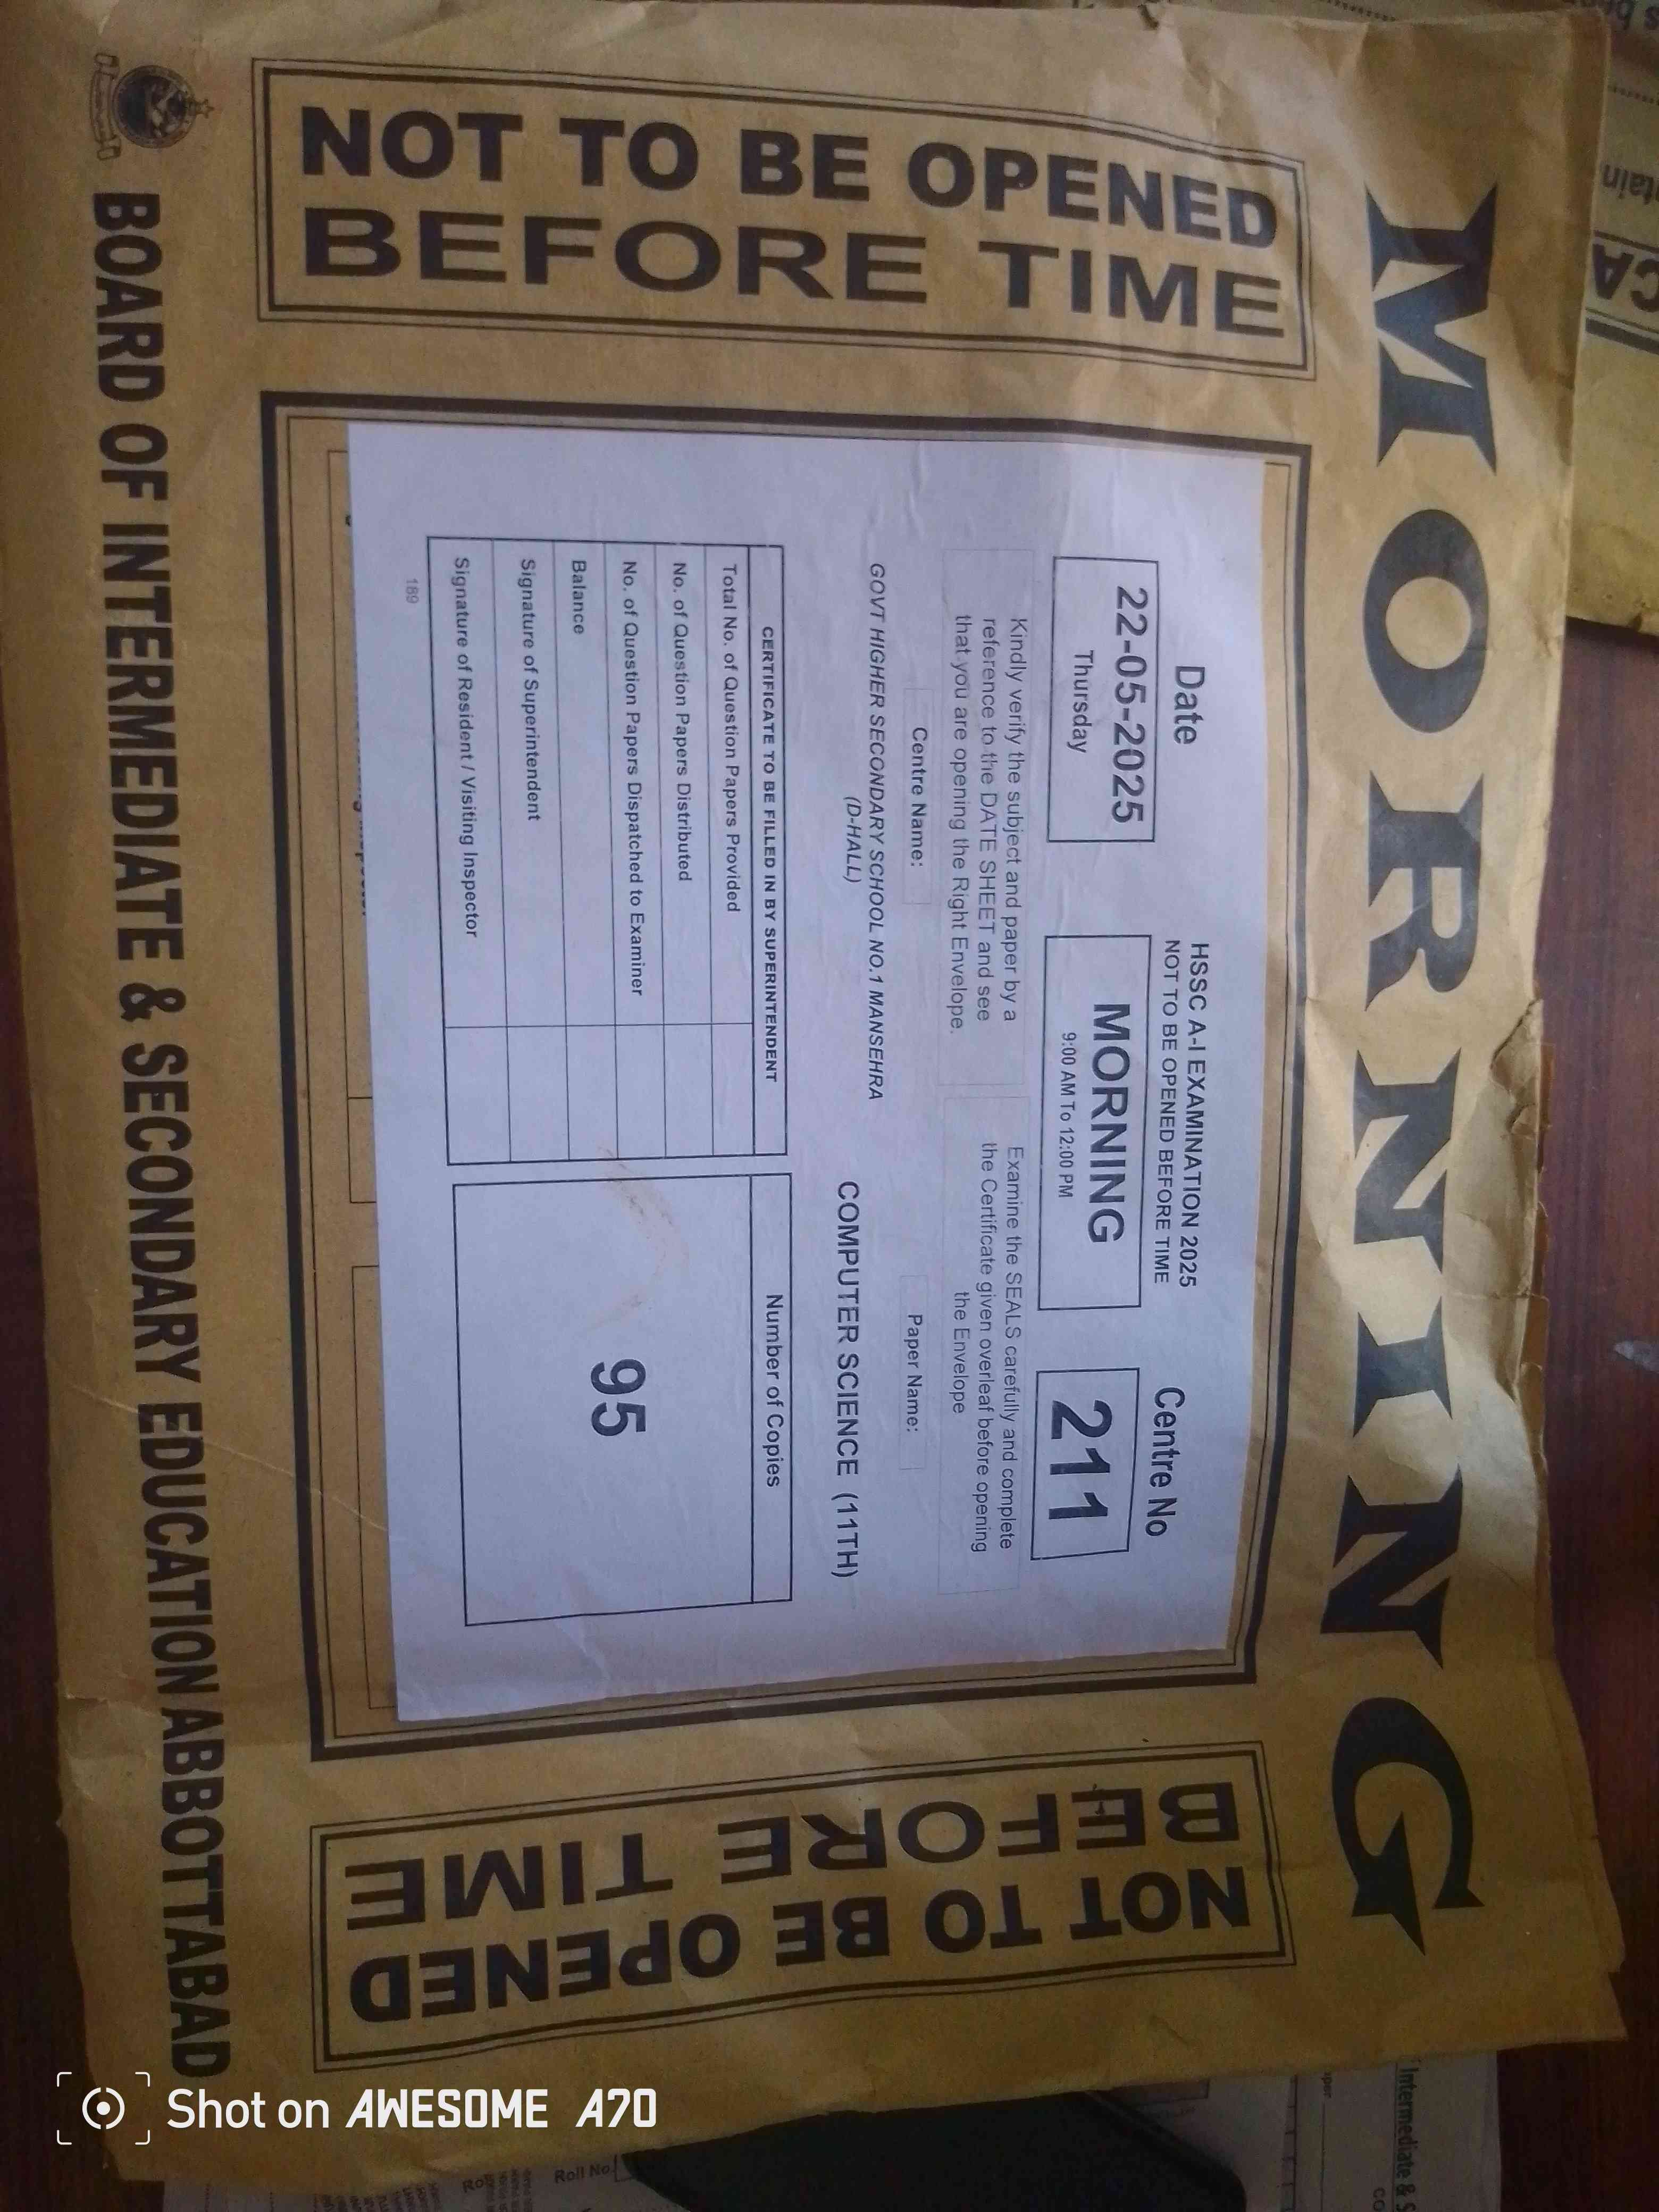 MORNING
NOT TO BE OPENED
BEFORE TIME
Date
22-05-2025
Thursday
HSSC A-I EXAMINATION 2025
NOT TO BE OPENED BEFORE TIME
MORNING
9:00 AM To 12:00 PM
Centre No
211
Kindly verify the subject and paper by a
reference to the DATE SHEET and see
that you are opening the Right Envelope.
Examine the SEALS carefully and complete
the Certificate given overleaf before opening
the Envelope
Centre Name:
GOVT HIGHER SECONDARY SCHOOL NO.1 MANSEHRA
(D-HALL)
Paper Name:
COMPUTER SCIENCE (11TH)
CERTIFICATE TO BE FILLED IN BY SUPERINTENDENT
Total No. of Question Papers Provided
No. of Question Papers Distributed
No. of Question Papers Dispatched to Examiner
Balance
Signature of Superintendent
Signature of Resident / Visiting Inspector
Number of Copies
95
189
NOT TO BE OPENED
BEFORE TIME
BOARD OF INTERMEDIATE & SECONDARY EDUCATION ABBOTTABAD
Intermediate & S
Roll No.
Shot on AWESOME A70